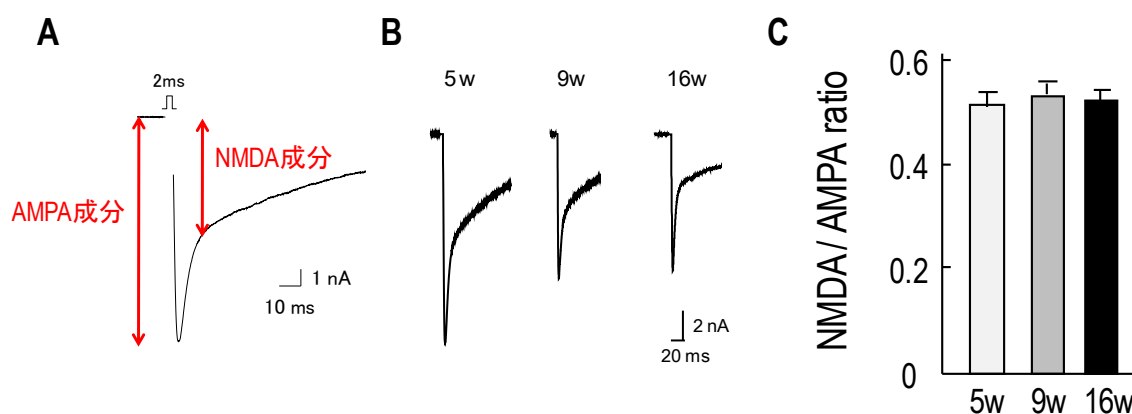 A
2ms
NMDA成分
AMPA成分
1 nA
10 ms
B
5w
9w
16w
2 nA
20 ms
C
NMDA / AMPA ratio
0.6
0.4
0.2
0
5w
9w
16w